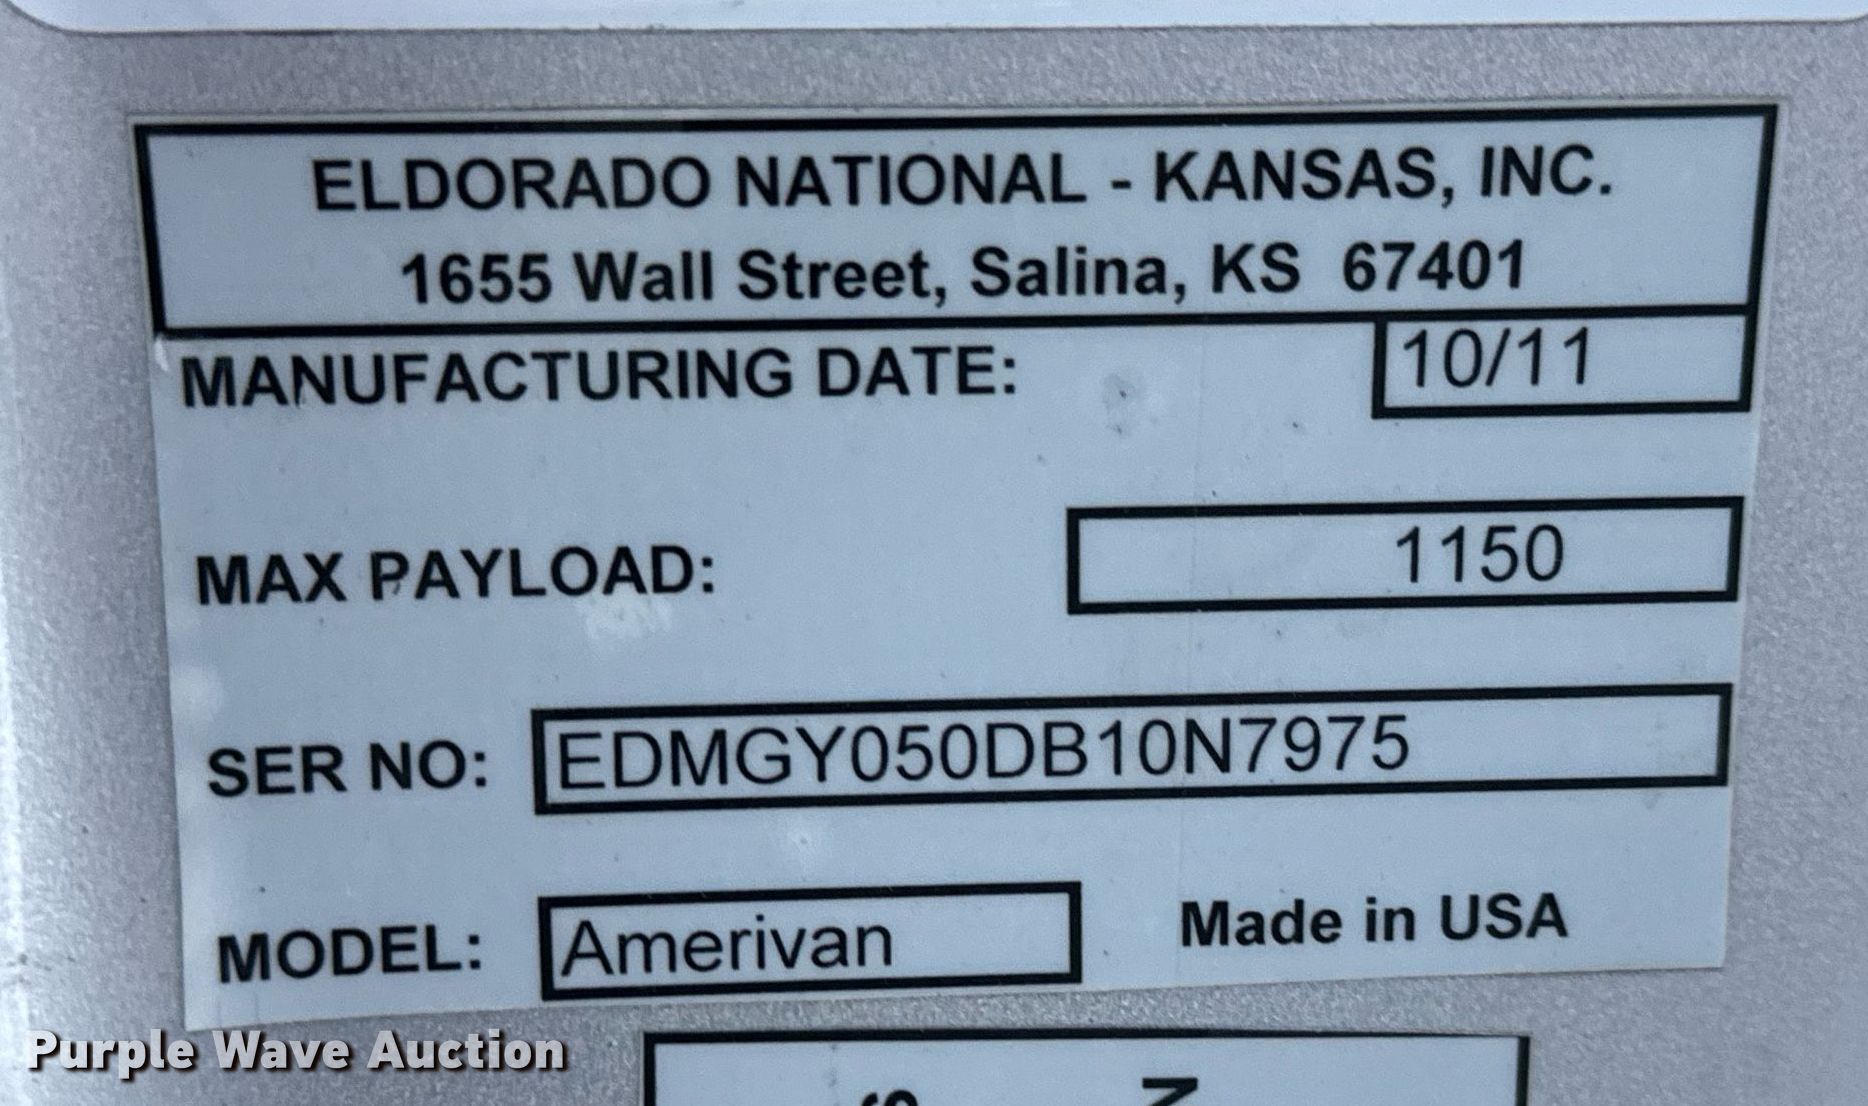 ELDORADO NATIONAL - KANSAS, INC.
1655 Wall Street, Salina, KS 67401
MANUFACTURING DATE: 10/11
MAX PAYLOAD: 1150
SER NO: EDMGY050DB10N7975
MODEL: Amerivan Made in USA
Purple Wave Auction